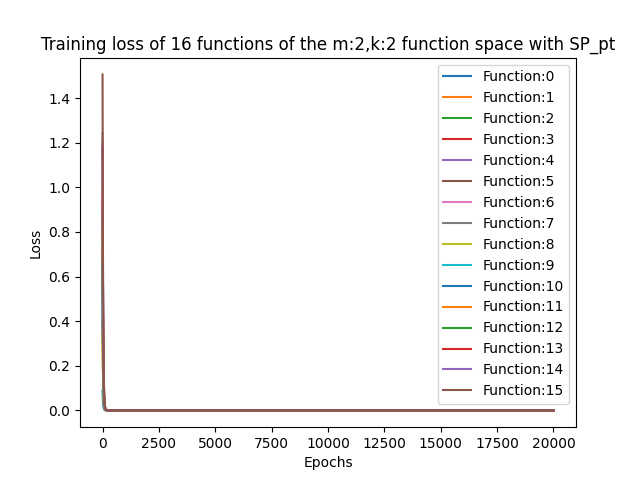 Training loss of 16 functions of the m:2,k:2 function space with SP_pt
Loss
1.4
1.2
1.0
0.8
0.6
0.4
0.2
0.0
Function:0
Function:1
Function:2
Function:3
Function:4
Function:5
Function:6
Function:7
Function:8
Function:9
Function:10
Function:11
Function:12
Function:13
Function:14
Function:15
0 2500 5000 7500 10000 12500 15000 17500 20000
Epochs